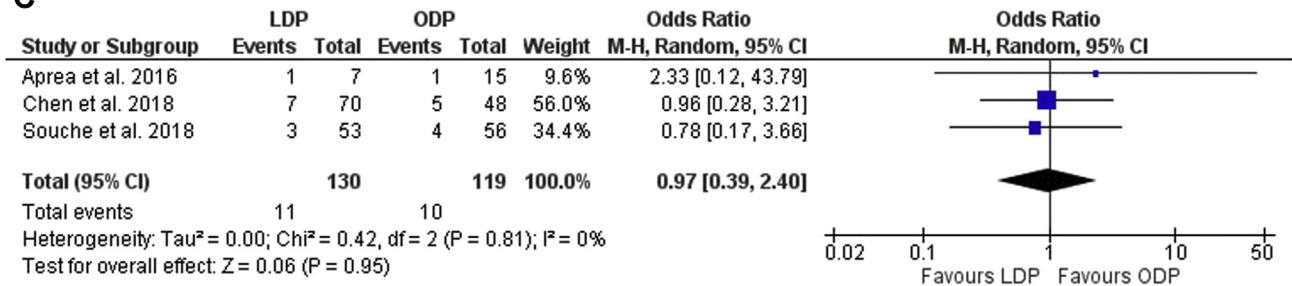 C
LDP ODP Odds Ratio Odds Ratio
Study or Subgroup Events Total Events Total Weight M-H, Random, 95% CI M-H, Random, 95% CI
Aprea et al. 2016 1 7 1 15 9.6% 2.33 [0.12, 43.79]
Chen et al. 2018 7 70 5 48 56.0% 0.96 [0.28, 3.21]
Souche et al. 2018 3 53 4 56 34.4% 0.78 [0.17, 3.66]
Total (95% CI) 130 119 100.0% 0.97 [0.39, 2.40]
Total events 11 10
Heterogeneity: Tau² = 0.00; Chi² = 0.42, df = 2 (P = 0.81); I² = 0%
Test for overall effect: Z = 0.06 (P = 0.95)
0.02 0.1 1 10 50
Favours LDP Favours ODP